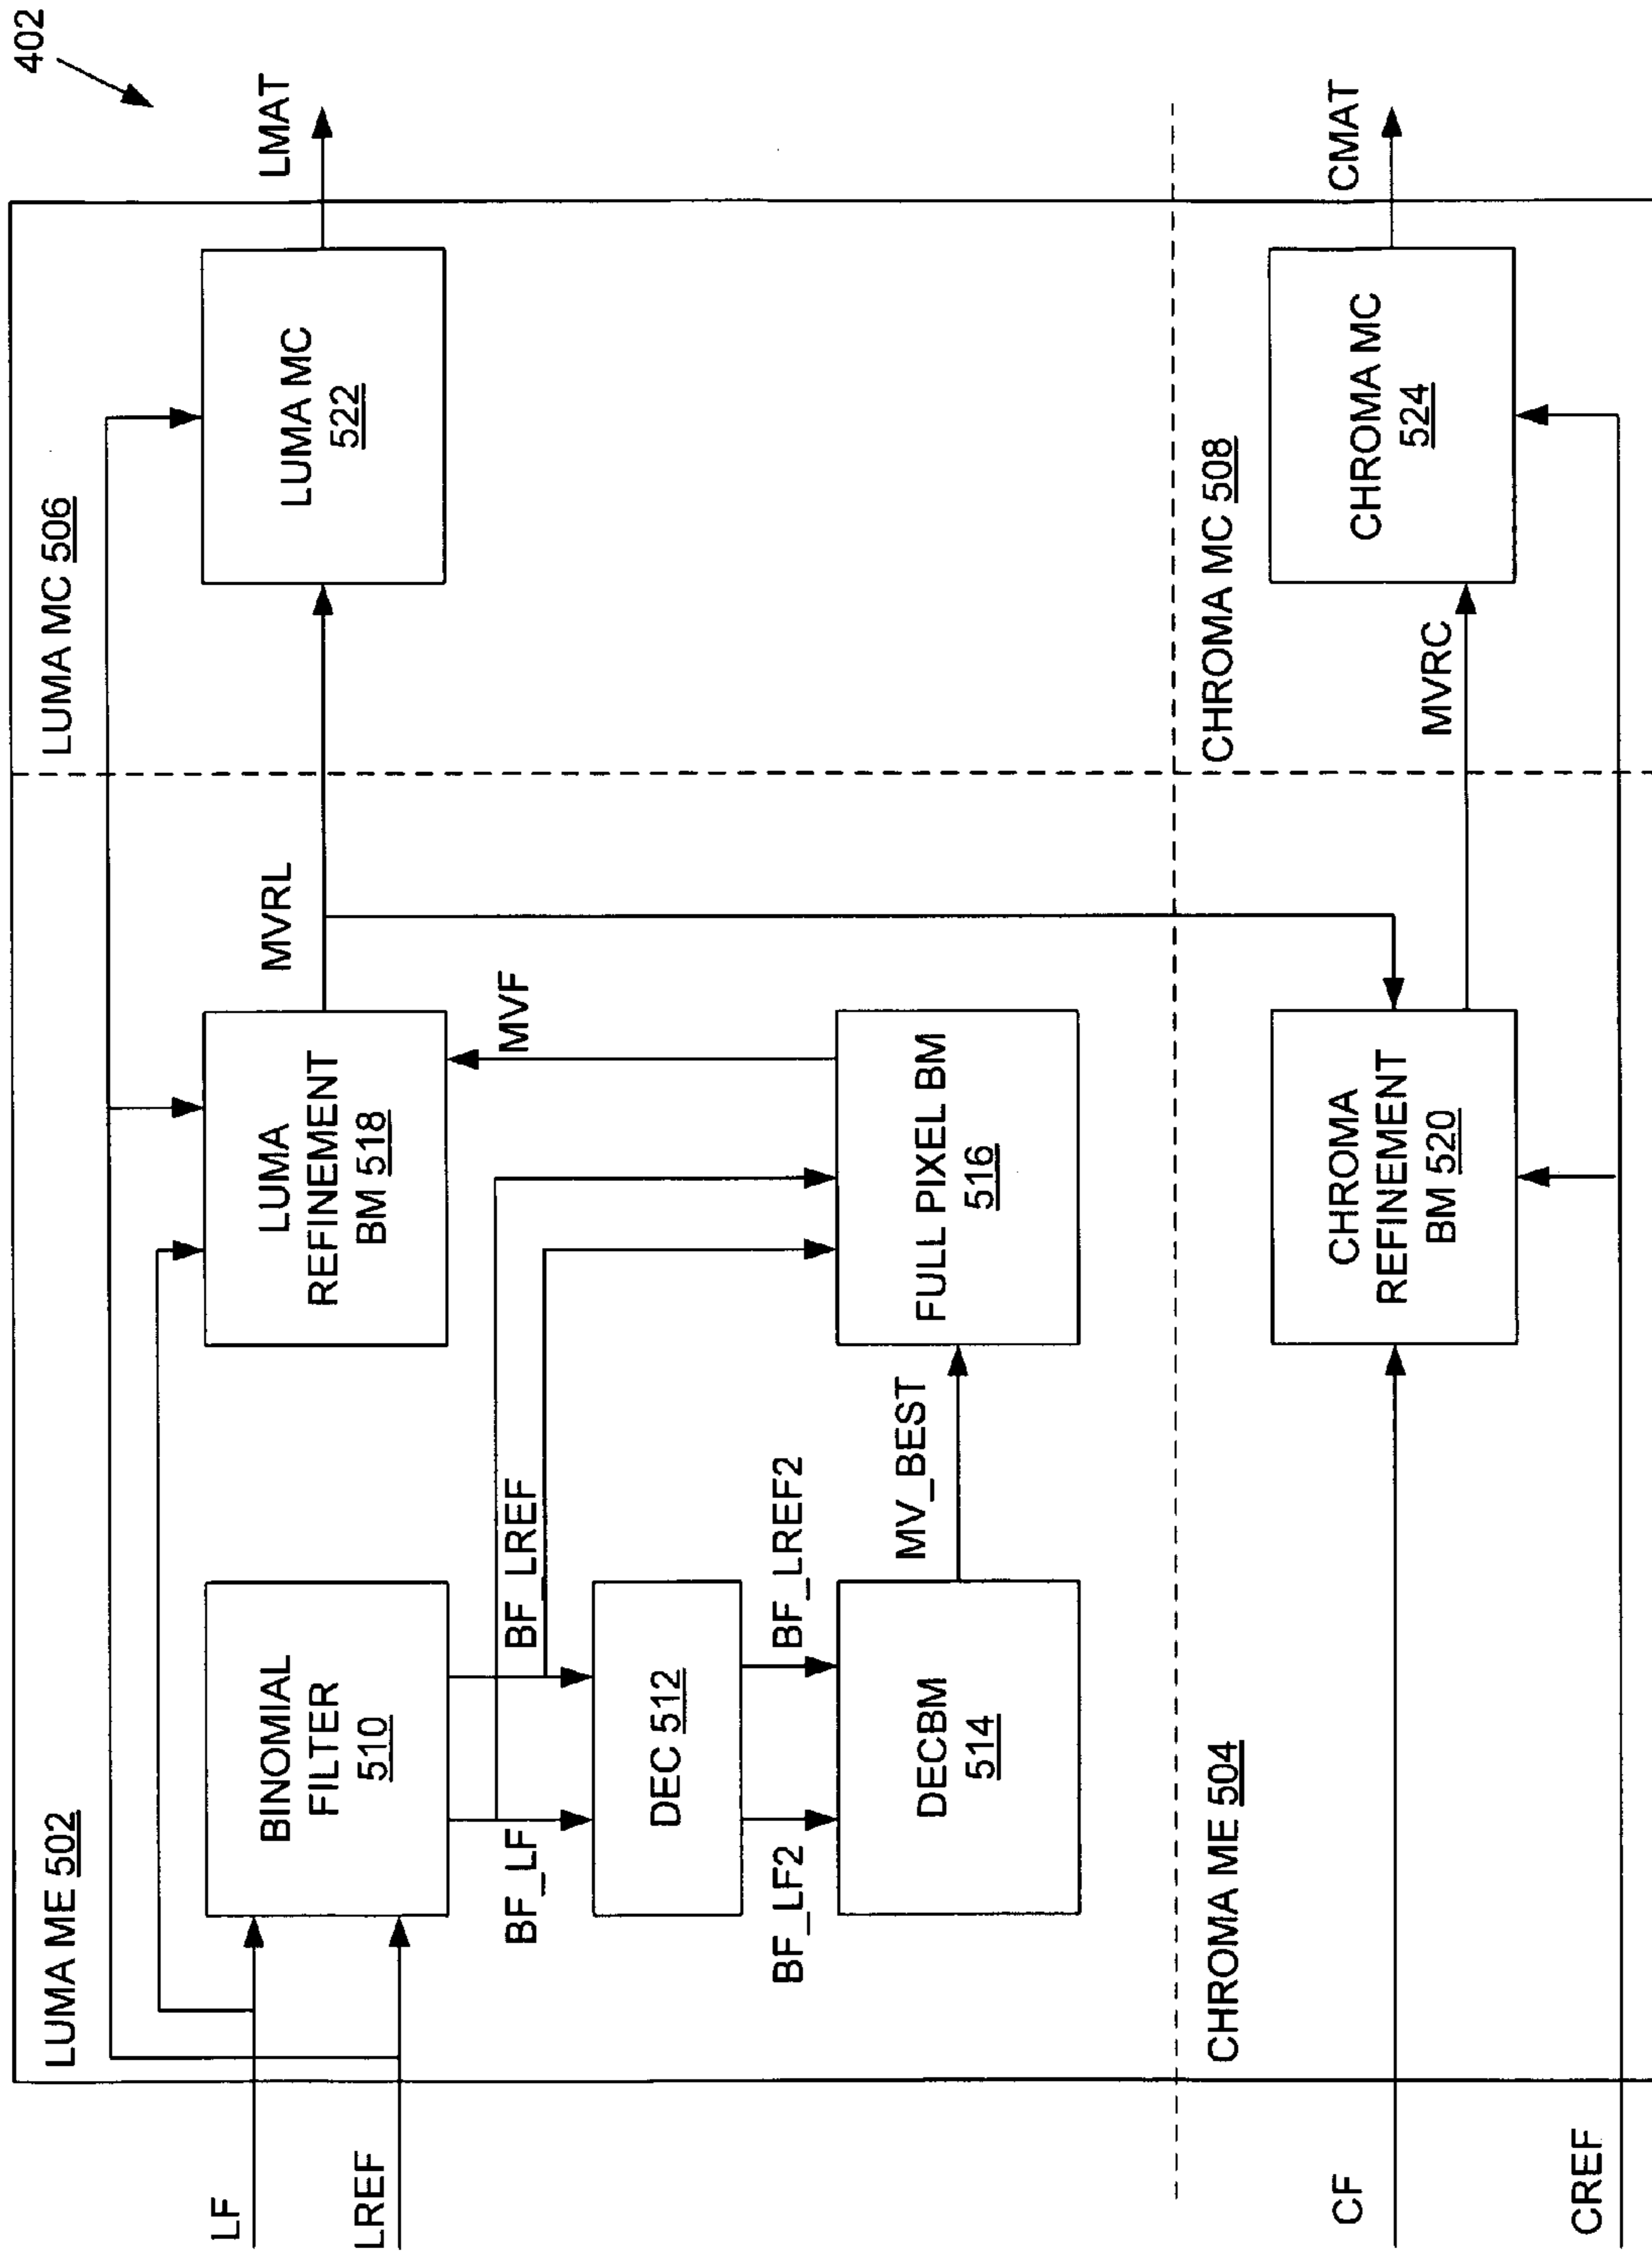 402
LUMA ME 502
LUMA MC 506
LF
LREF
BINOMIAL
FILTER
510
LUMA
REFINEMENT
BM 518
MVRL
LUMA MC
522
LMAT
BF_LF
BF_LREF
MVF
DEC 512
BF_LF2
BF_LREF2
DECBM
514
MV_BEST
FULL PIXEL BM
516
CHROMA ME 504
CHROMA MC 508
CF
CREF
CHROMA
REFINEMENT
BM 520
MVRC
CHROMA MC
524
CMAT